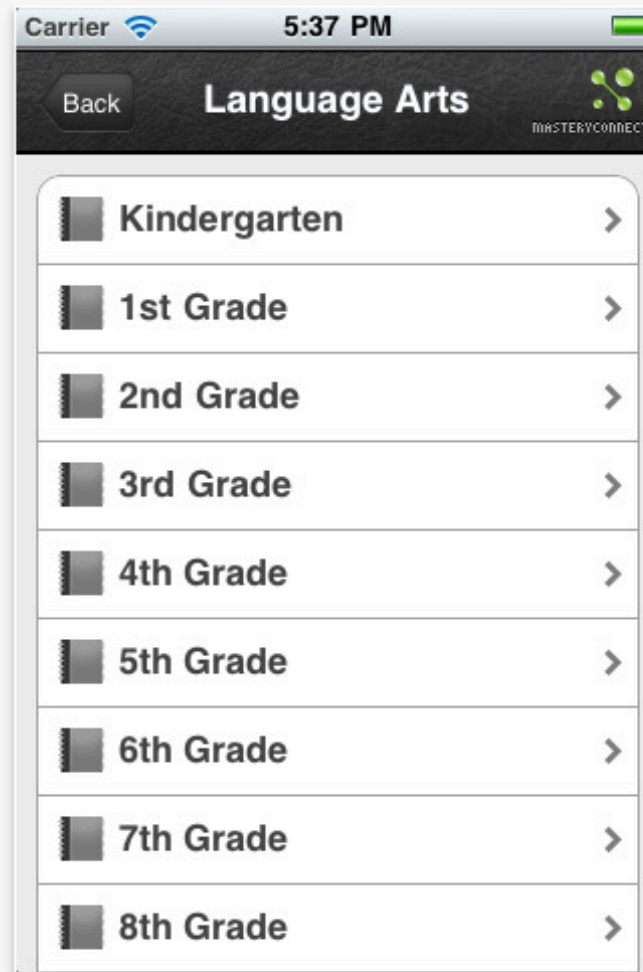 Carrier 5:37 PM
Back Language Arts
MASTERYCONNECT
Kindergarten
1st Grade
2nd Grade
3rd Grade
4th Grade
5th Grade
6th Grade
7th Grade
8th Grade